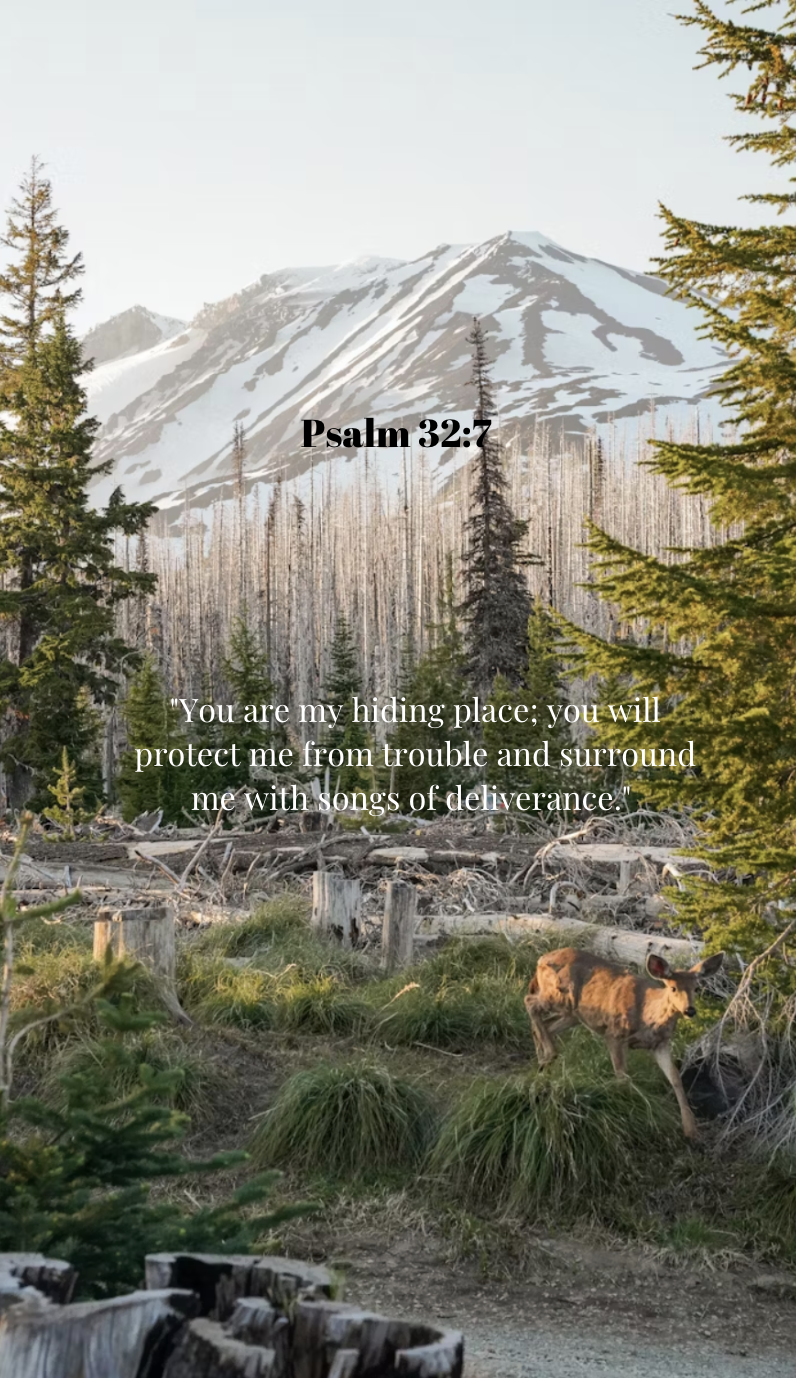 Psalm 32:7
"You are my hiding place; you will
protect me from trouble and surround
me with songs of deliverance."